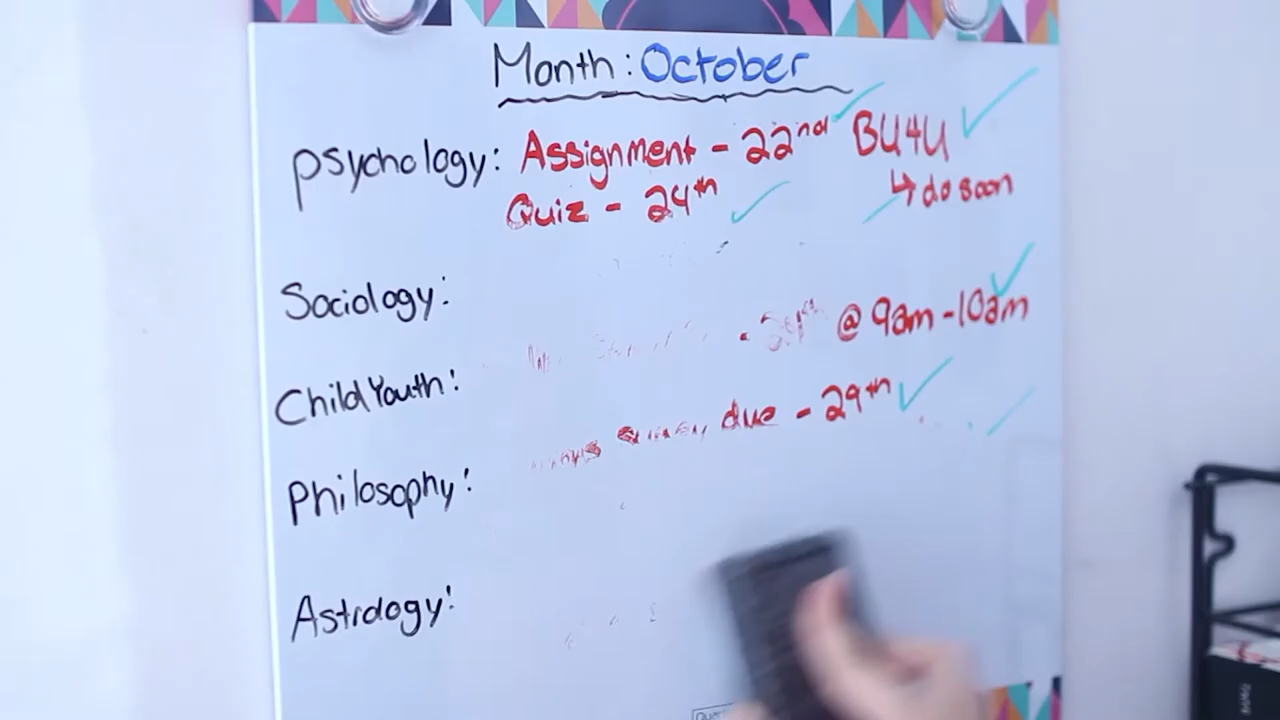 Month: October
Psychology: Assignment - 22nd BU4U
Quiz - 24th ↳ do soon
Sociology:
@ 9am - 10am
Child Youth:
due - 29th
Philosophy:
Astrology: